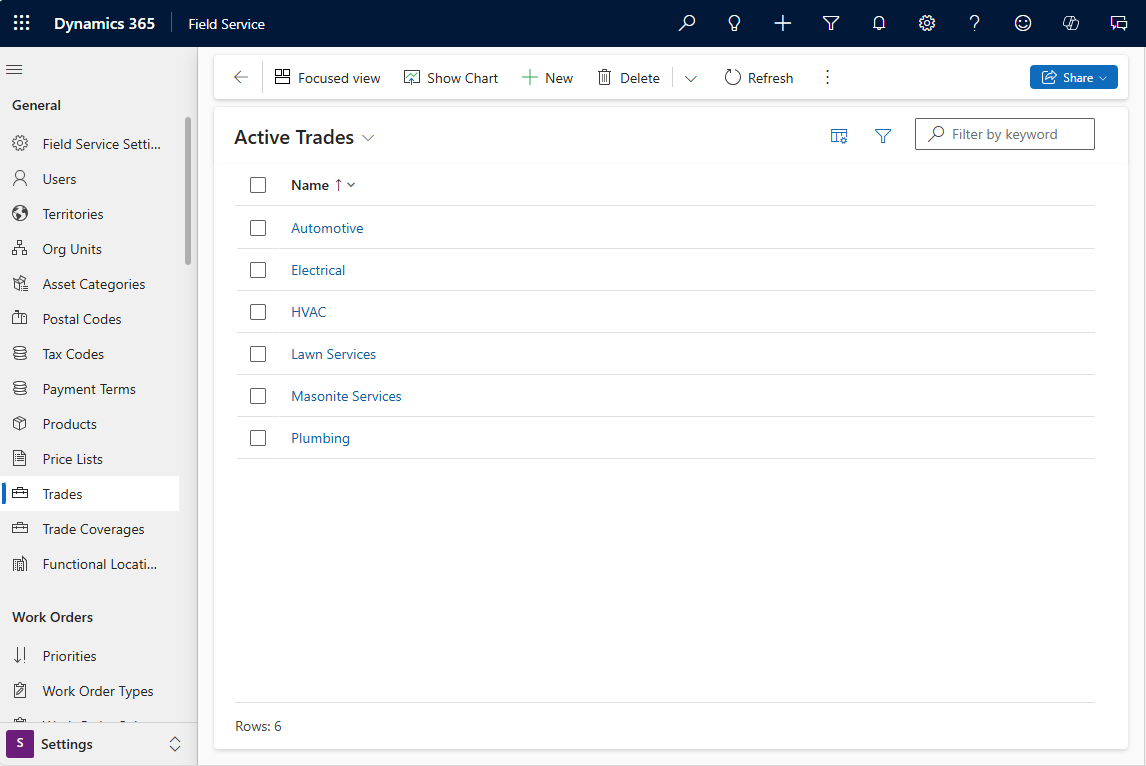 Dynamics 365 Field Service
Focused view Show Chart New Delete Refresh Share
General
Field Service Setti...
Users
Territories
Org Units
Asset Categories
Postal Codes
Tax Codes
Payment Terms
Products
Price Lists
Trades
Trade Coverages
Functional Locati...
Work Orders
Priorities
Work Order Types
S Settings
Active Trades
Filter by keyword
Name
Automotive
Electrical
HVAC
Lawn Services
Masonite Services
Plumbing
Rows: 6